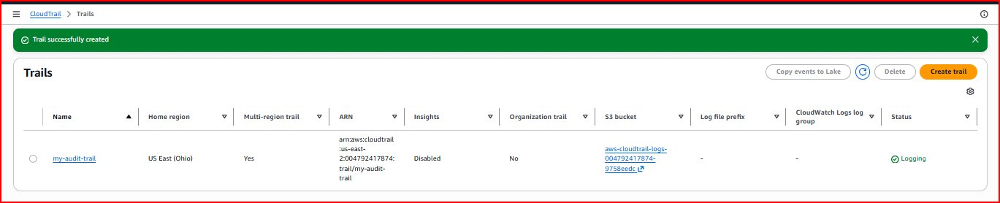 CloudTrail > Trails
Trail successfully created
Trails
Copy events to Lake Delete Create trail
Name Home region Multi-region trail ARN Insights Organization trail S3 bucket Log file prefix CloudWatch Logs log group Status
my-audit-trail US East (Ohio) Yes arn:aws:cloudtrail:us-east-2:004792417874:trail/my-audit-trail Disabled No aws-cloudtrail-logs-004792417874-9758eedc - - Logging